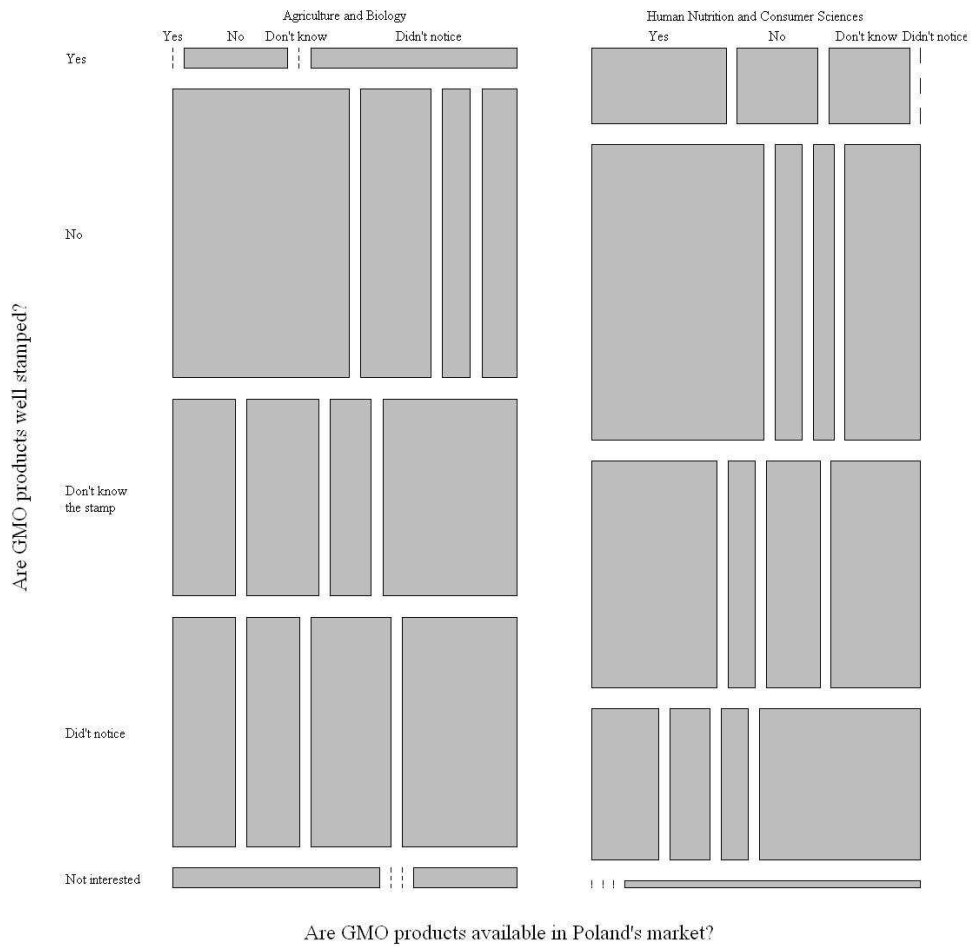 Agriculture and Biology
Human Nutrition and Consumer Sciences
Yes No Don't know Didn't notice
Yes No Don't know Didn't notice
Yes
No
Don't know
the stamp
Did't notice
Not interested
Are GMO products well stamped?
Are GMO products available in Poland's market?